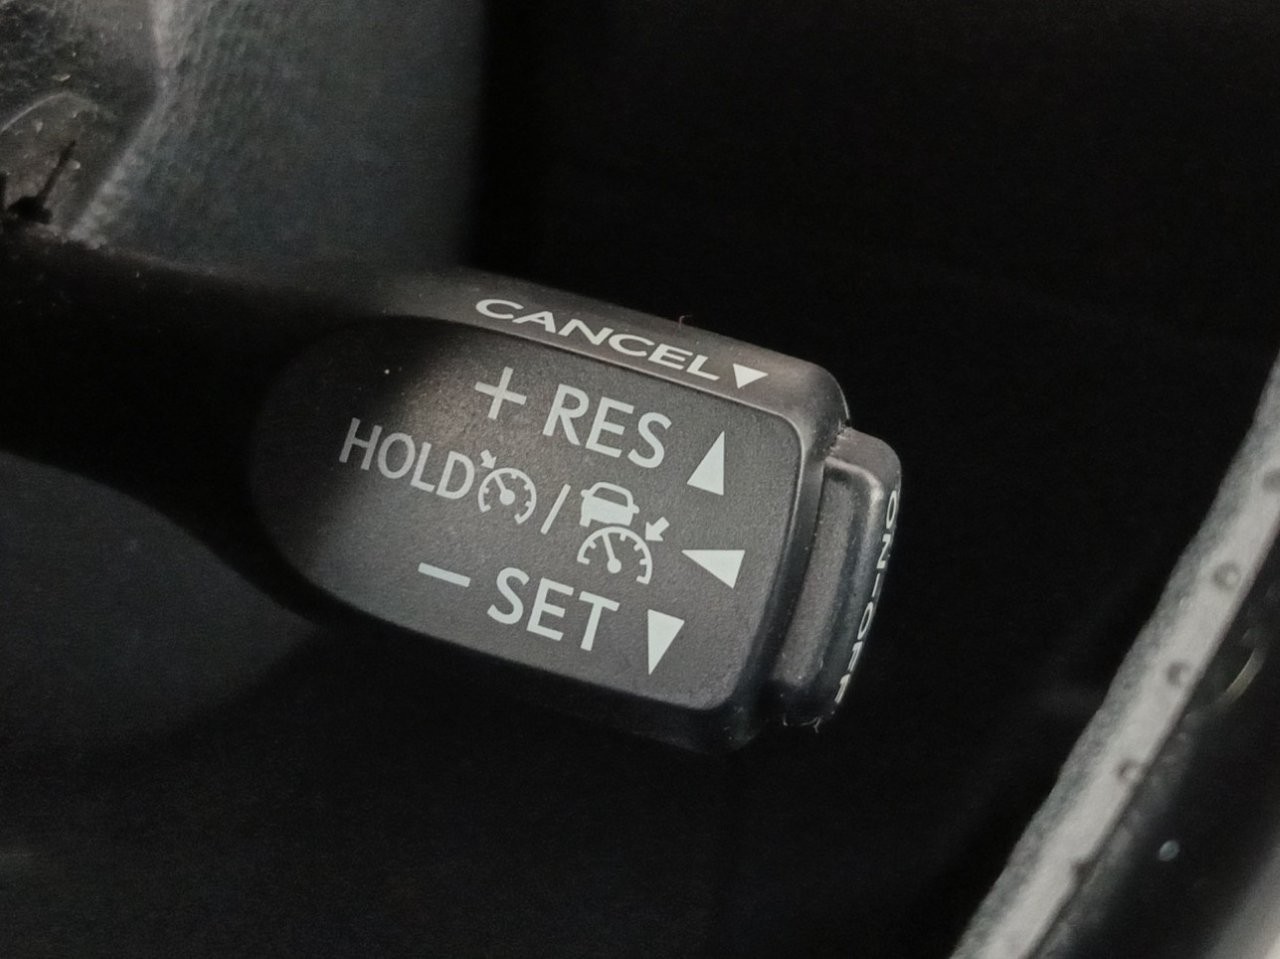 CANCEL
+ RES
HOLD /
− SET
ON-OFF